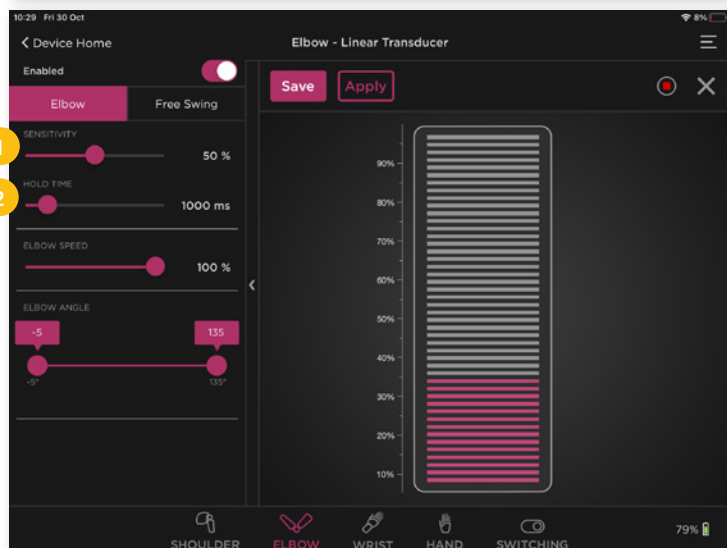 10:29 Fri 30 Oct 8%
Device Home
Elbow - Linear Transducer
Enabled
Save
Apply
Elbow
Free Swing
1
SENSITIVITY
50 %
2
HOLD TIME
1000 ms
ELBOW SPEED
100 %
ELBOW ANGLE
-5
135
-5°
135°
90%
80%
70%
60%
50%
40%
30%
20%
10%
SHOULDER
ELBOW
WRIST
HAND
SWITCHING
79%